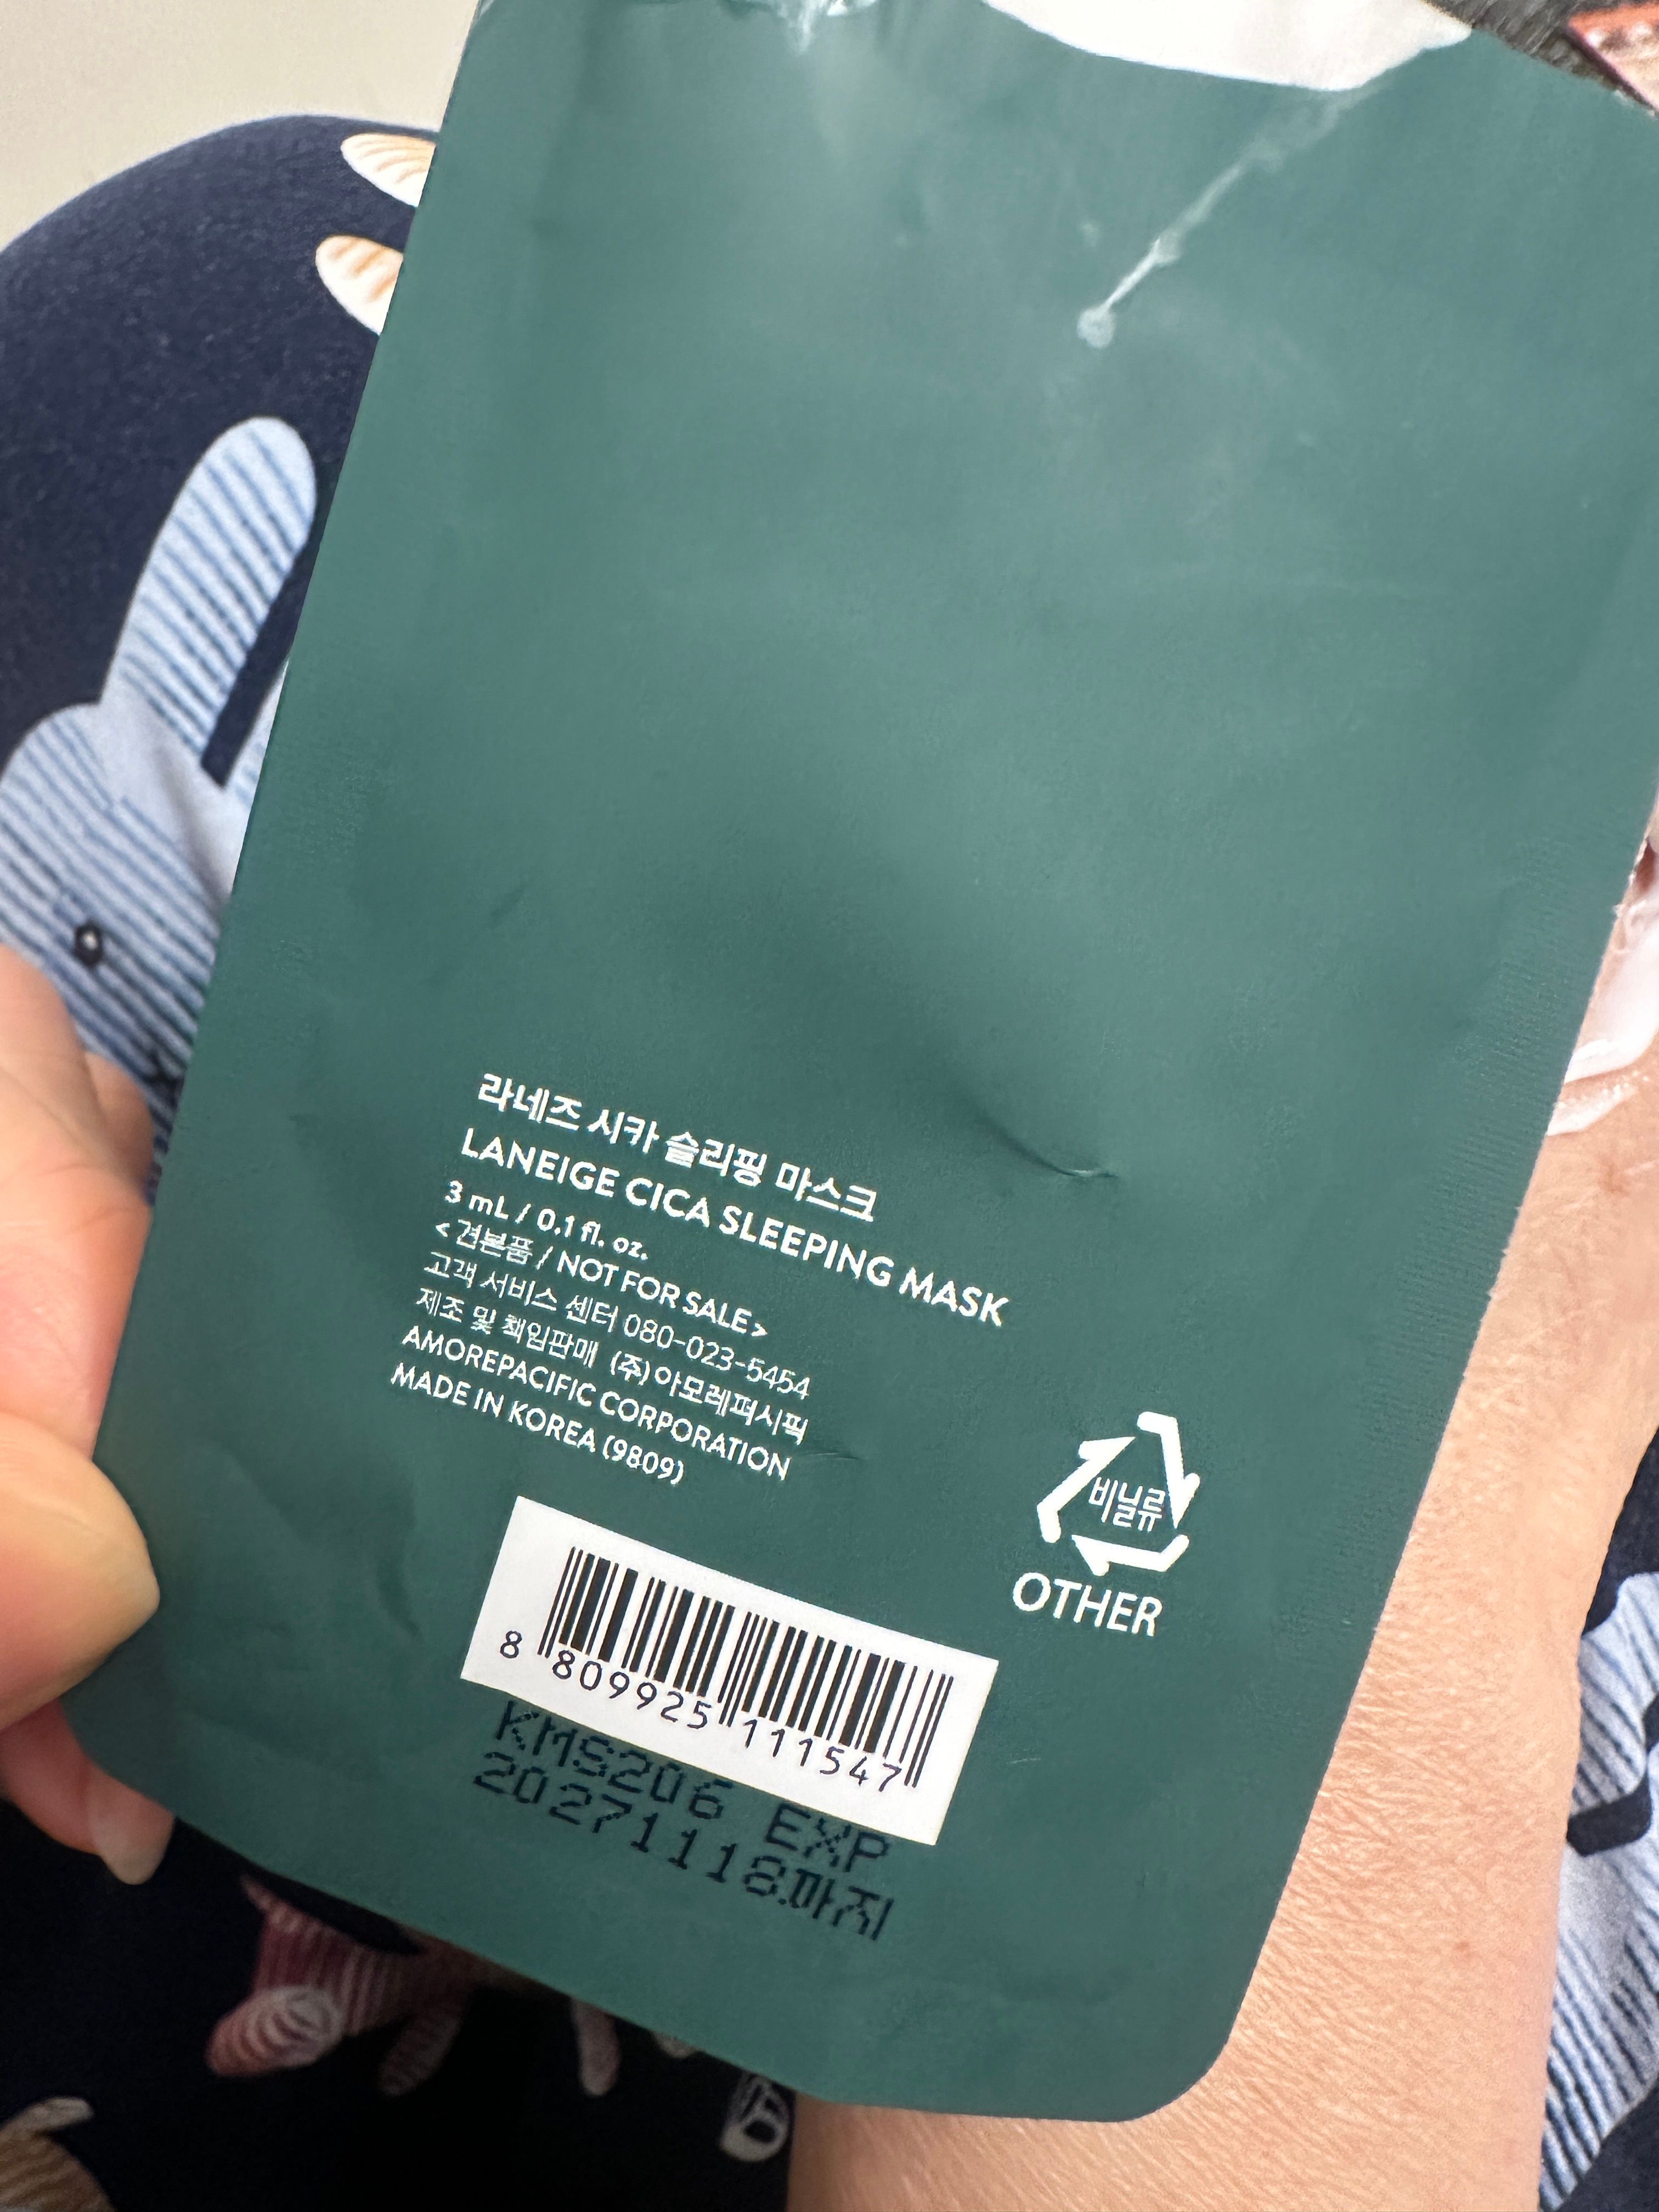 라네즈 시카 슬리핑 마스크
LANEIGE CICA SLEEPING MASK
3 mL / 0.1 fl. oz.
<견본품 / NOT FOR SALE>
고객 서비스 센터 080-023-5454
제조 및 책임판매 (주)아모레퍼시픽
AMOREPACIFIC CORPORATION
MADE IN KOREA (9809)
비닐류
OTHER
8 809925 111547
KMS206 EXP
20271118까지